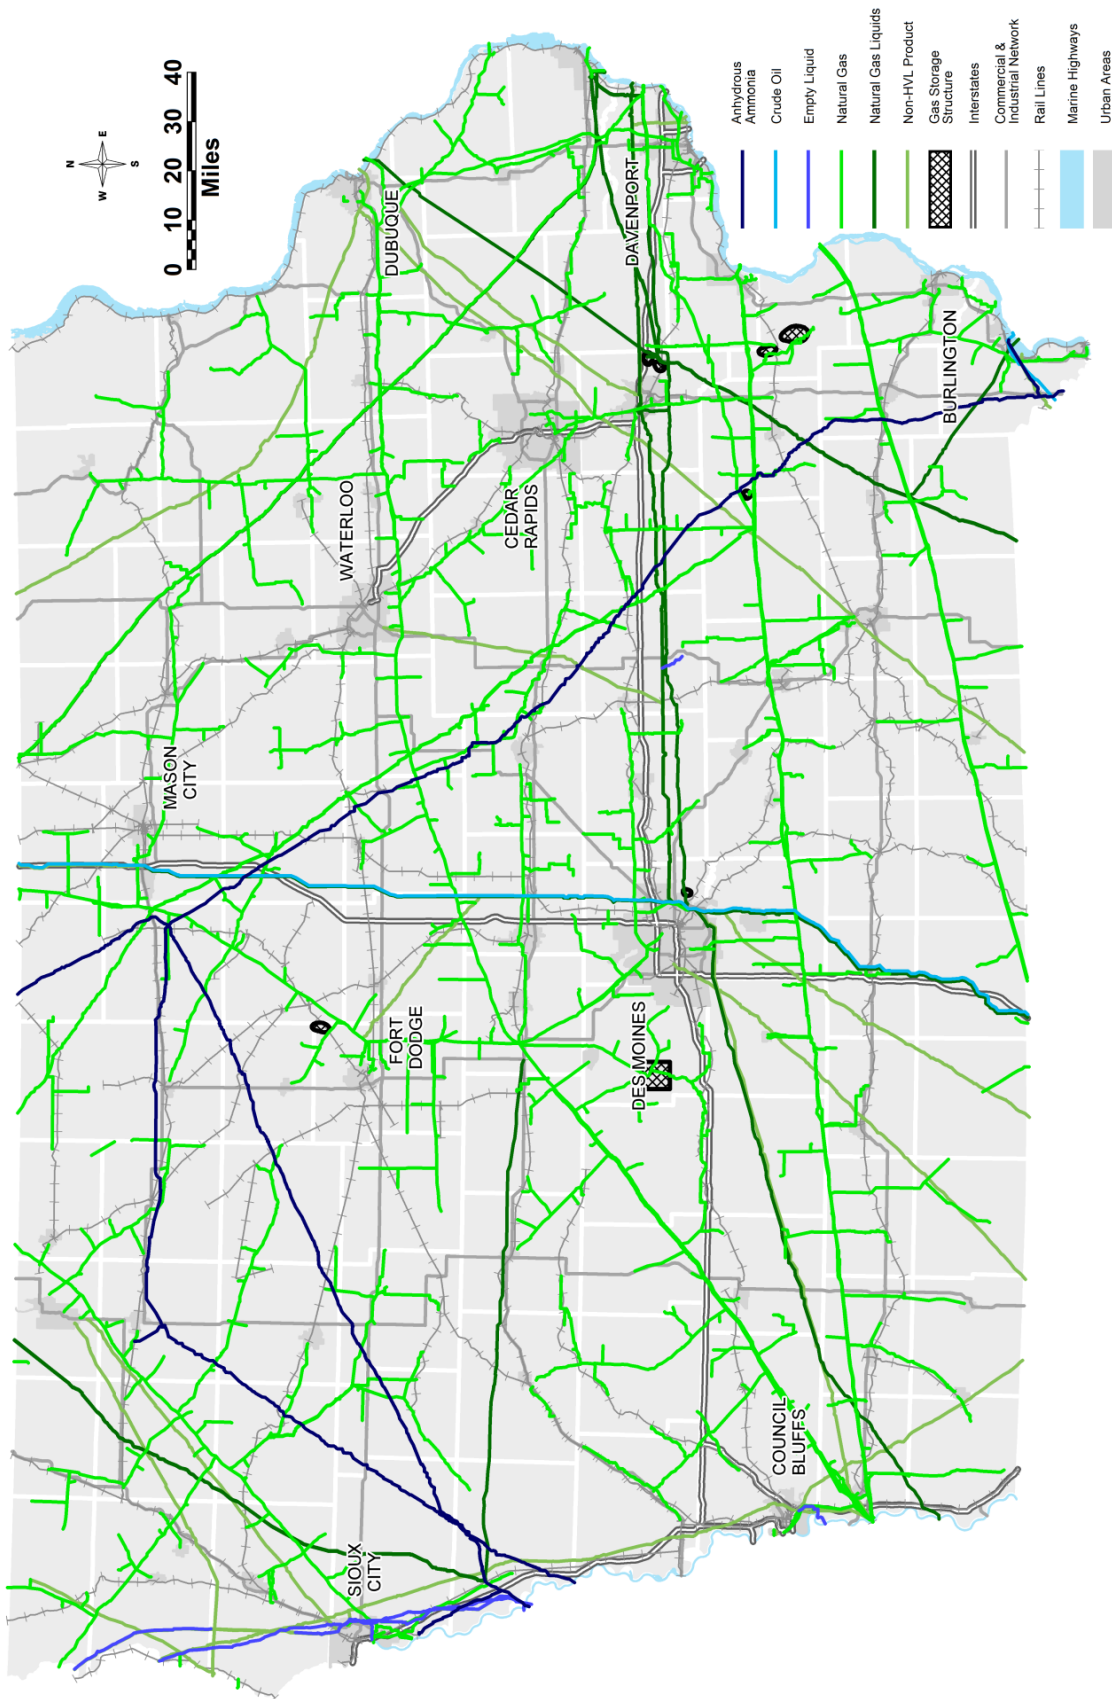 N
W E
S
0 10 20 30 40
Miles
MASON
CITY
WATERLOO
DUBUQUE
SIOUX
CITY
FORT
DODGE
CEDAR
RAPIDS
DES MOINES
DAVENPORT
COUNCIL
BLUFFS
BURLINGTON
Anhydrous
Ammonia
Crude Oil
Empty Liquid
Natural Gas
Natural Gas Liquids
Non-HVL Product
Gas Storage
Structure
Interstates
Commercial &
Industrial Network
Rail Lines
Marine Highways
Urban Areas